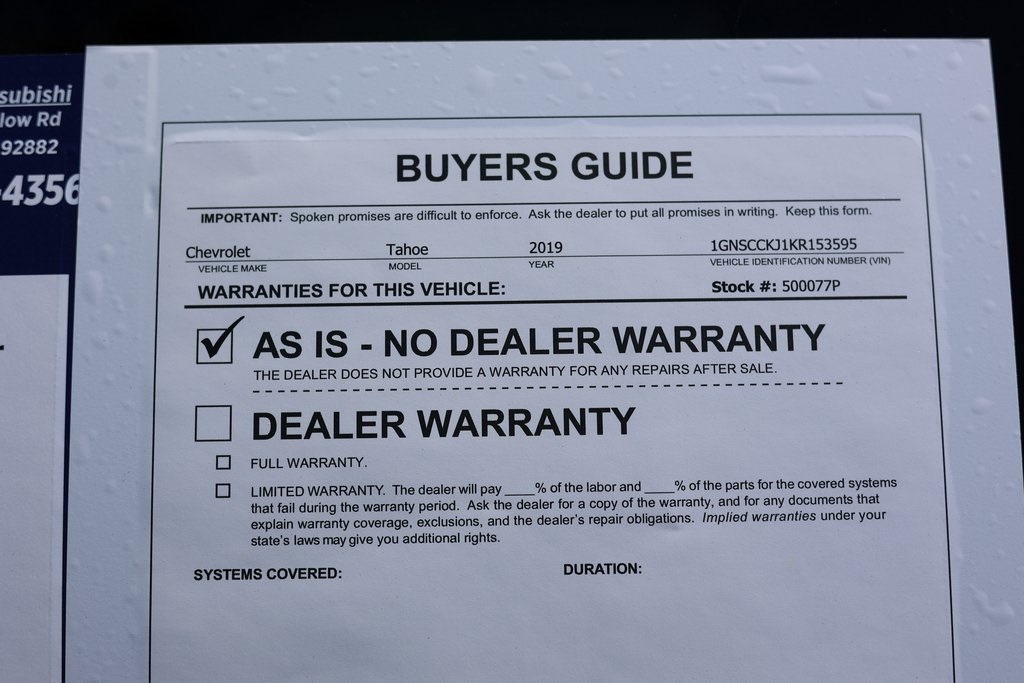 subishi
low Rd
92882
-4356
BUYERS GUIDE
IMPORTANT: Spoken promises are difficult to enforce. Ask the dealer to put all promises in writing. Keep this form.
Chevrolet Tahoe 2019 1GNSCCKJ1KR153595
VEHICLE MAKE MODEL YEAR VEHICLE IDENTIFICATION NUMBER (VIN)
WARRANTIES FOR THIS VEHICLE: Stock #: 500077P
AS IS - NO DEALER WARRANTY
THE DEALER DOES NOT PROVIDE A WARRANTY FOR ANY REPAIRS AFTER SALE.
DEALER WARRANTY
FULL WARRANTY.
LIMITED WARRANTY. The dealer will pay ____% of the labor and ____% of the parts for the covered systems
that fail during the warranty period. Ask the dealer for a copy of the warranty, and for any documents that
explain warranty coverage, exclusions, and the dealer's repair obligations. Implied warranties under your
state's laws may give you additional rights.
SYSTEMS COVERED: DURATION: